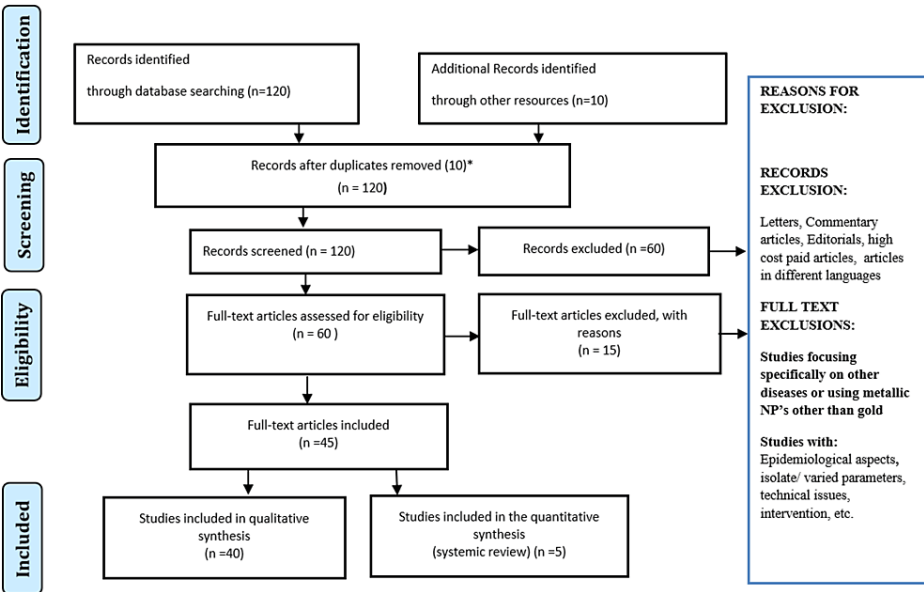 Identification
Records identified
through database searching (n=120)
Additional Records identified
through other resources (n=10)
Records after duplicates removed (10)*
(n = 120)
Screening
Records screened (n = 120)
Records excluded (n =60)
Eligibility
Full-text articles assessed for eligibility
(n = 60 )
Full-text articles excluded, with
reasons
(n = 15)
Full-text articles included
(n =45)
Included
Studies included in qualitative
synthesis
(n =40)
Studies included in the quantitative
synthesis
(systemic review) (n =5)
REASONS FOR
EXCLUSION:
RECORDS
EXCLUSION:
Letters, Commentary
articles, Editorials, high
cost paid articles, articles
in different languages
FULL TEXT
EXCLUSIONS:
Studies focusing
specifically on other
diseases or using metallic
NP's other than gold
Studies with:
Epidemiological aspects,
isolate/ varied parameters,
technical issues,
intervention, etc.